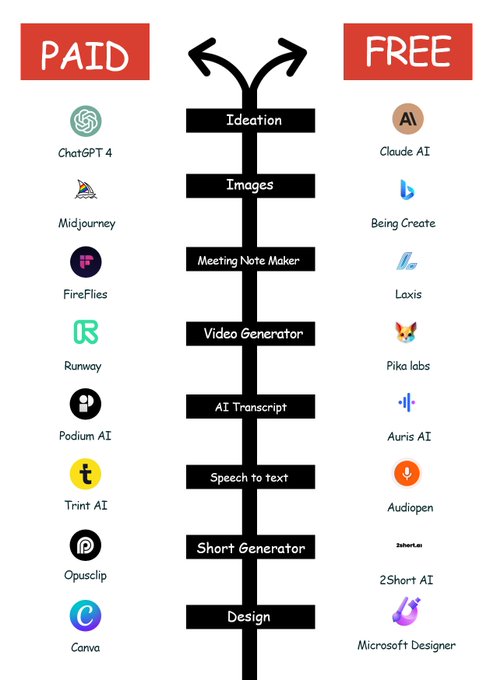 PAID
FREE
Ideation
ChatGPT 4
Claude AI
Images
Midjourney
Being Create
Meeting Note Maker
FireFlies
Laxis
Video Generator
Runway
Pika labs
AI Transcript
Podium AI
Auris AI
Speech to text
Trint AI
Audiopen
Short Generator
2short.ai
Opusclip
2Short AI
Design
Canva
Microsoft Designer